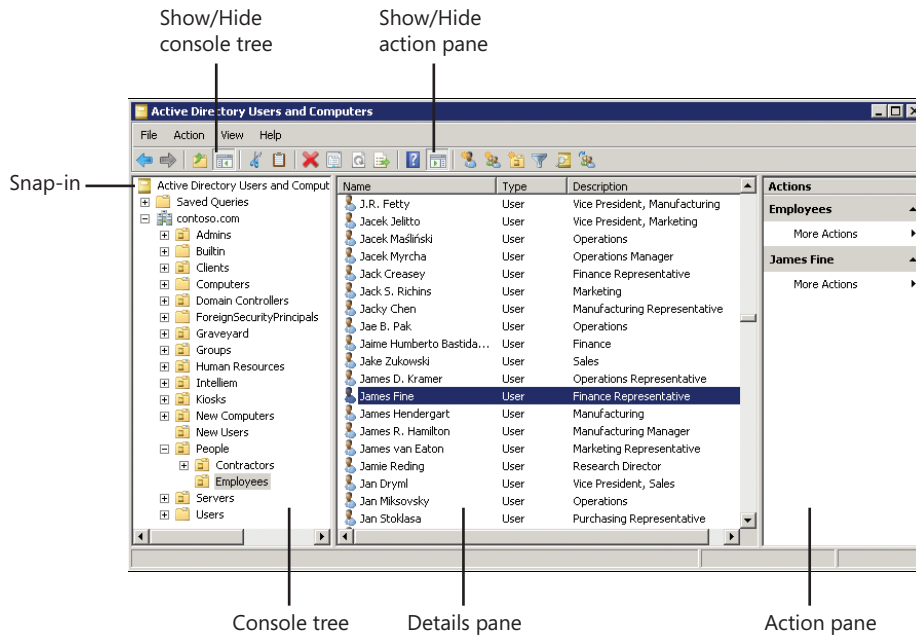 Show/Hide
console tree
Show/Hide
action pane
Active Directory Users and Computers
File Action View Help
Snap-in
Active Directory Users and Comput
Saved Queries
contoso.com
Admins
Builtin
Clients
Computers
Domain Controllers
ForeignSecurityPrincipals
Graveyard
Groups
Human Resources
Intelliem
Kiosks
New Computers
New Users
People
Contractors
Employees
Servers
Users
Name Type Description
J.R. Fetty User Vice President, Manufacturing
Jacek Jelitto User Vice President, Marketing
Jacek Maśliński User Operations
Jacek Myrcha User Operations Manager
Jack Creasey User Finance Representative
Jack S. Richins User Marketing
Jacky Chen User Manufacturing Representative
Jae B. Pak User Operations
Jaime Humberto Bastida... User Finance
Jake Zukowski User Sales
James D. Kramer User Operations Representative
James Fine User Finance Representative
James Hendergart User Manufacturing
James R. Hamilton User Manufacturing Manager
James van Eaton User Marketing Representative
Jamie Reding User Research Director
Jan Dryml User Vice President, Sales
Jan Miksovsky User Operations
Jan Stoklasa User Purchasing Representative
Actions
Employees
More Actions
James Fine
More Actions
Console tree
Details pane
Action pane